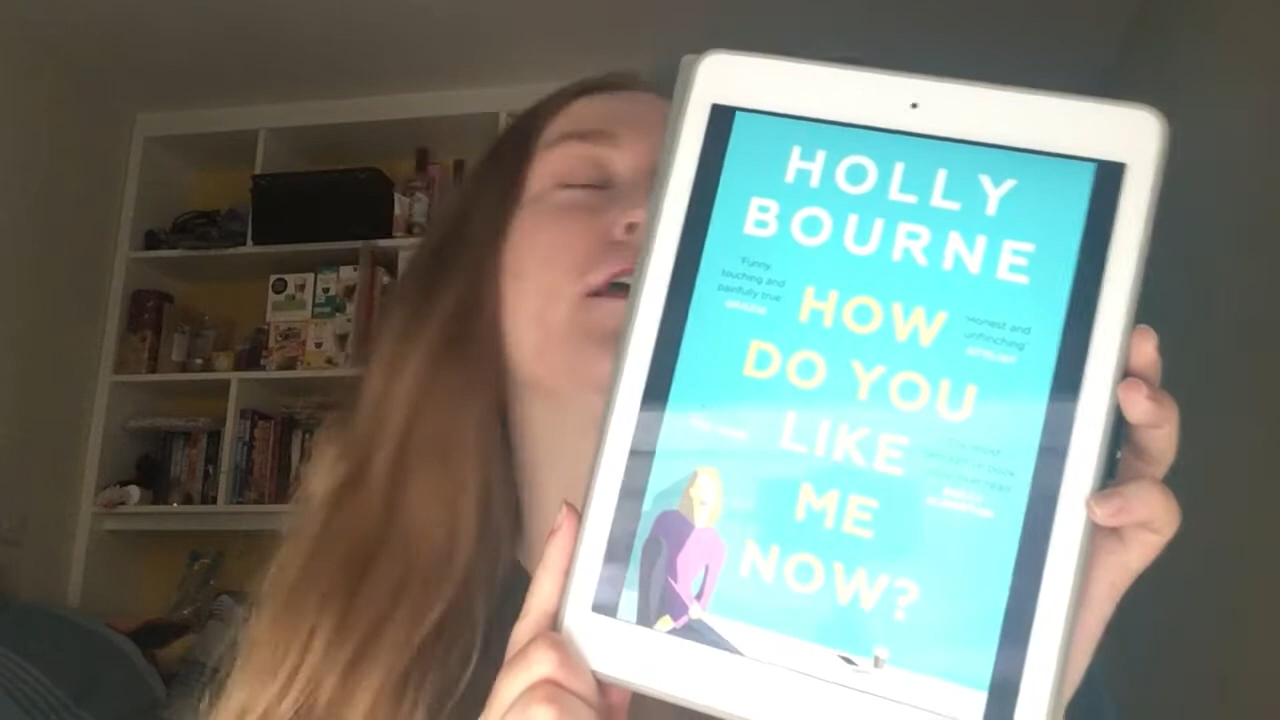 HOLLY
BOURNE
'Funny,
touching and
painfully true'
HOW
'Honest and
unflinching'
DO YOU
LIKE
ME
NOW?